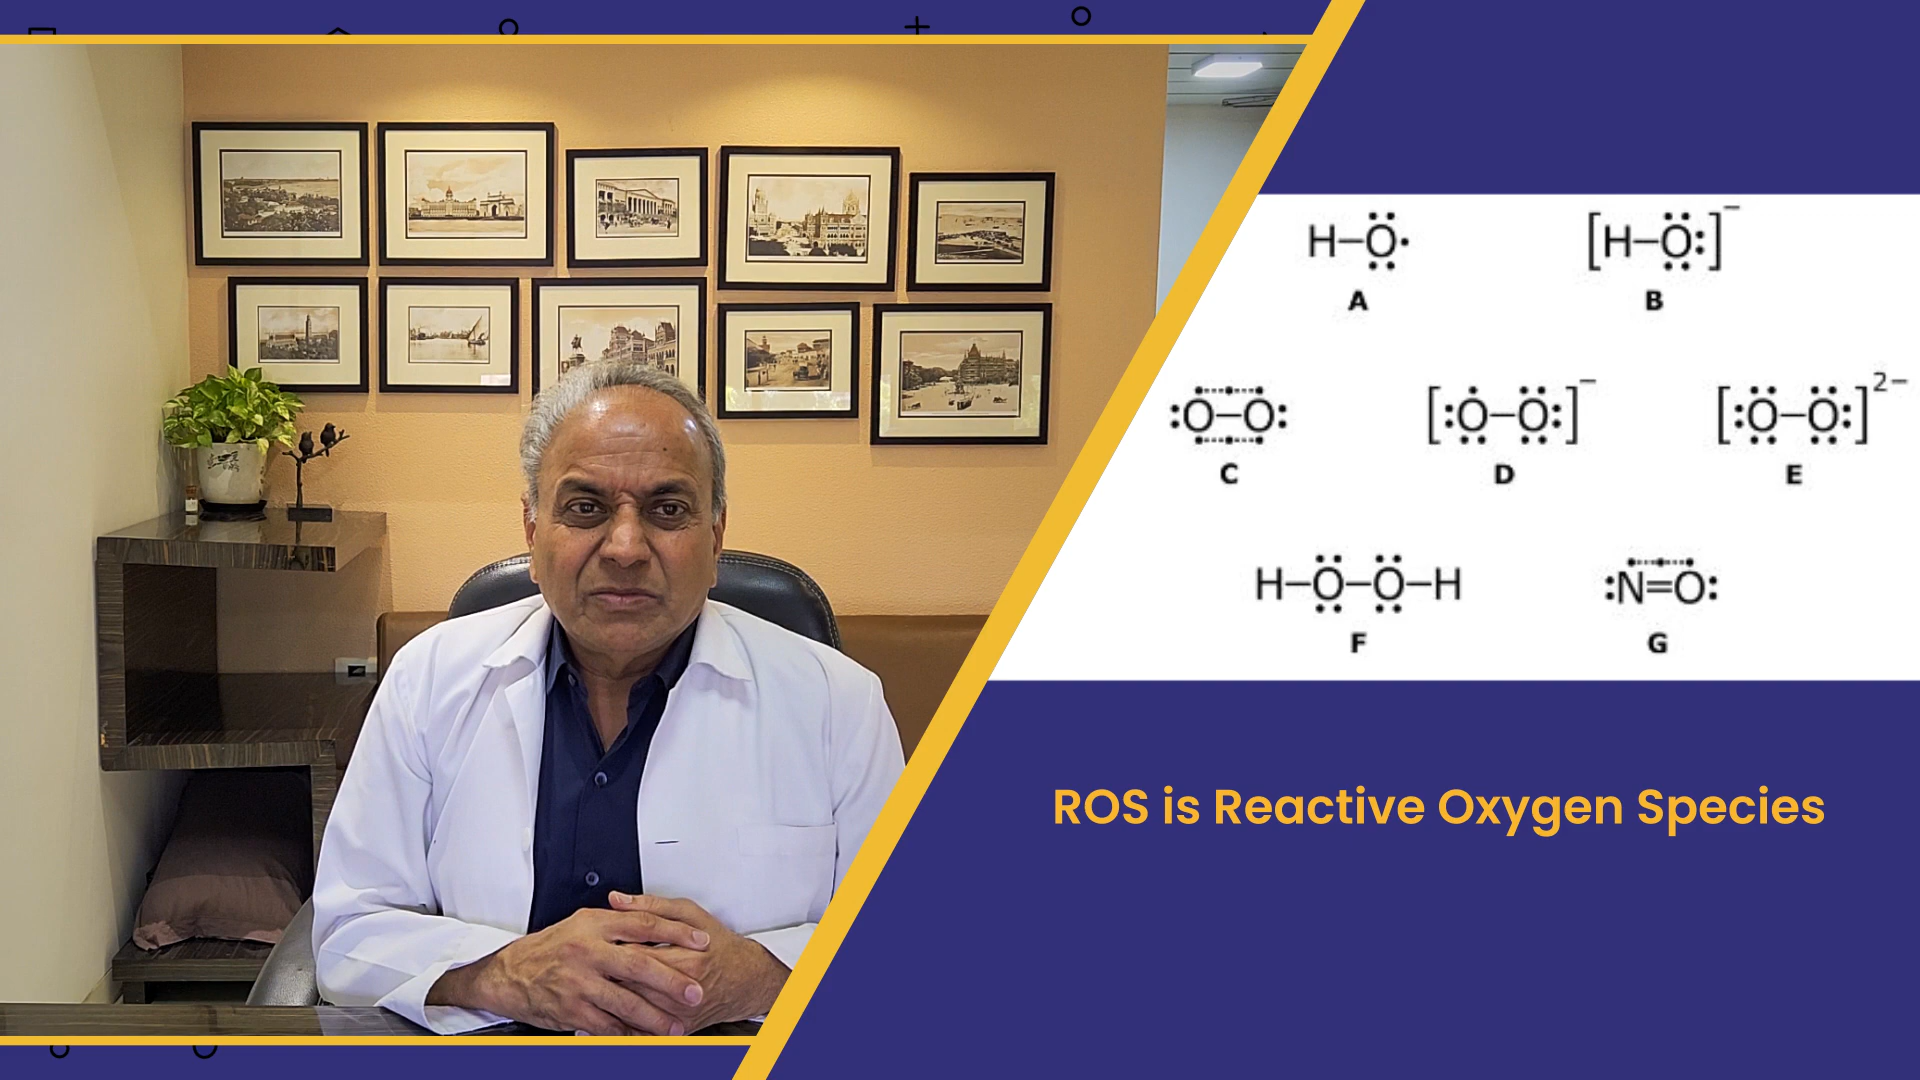 H–Ö·
[H–Ö:]⁻
A
B
:O–O:
[:Ȯ–Ö:]⁻
[:Ö–Ö:]²⁻
C
D
E
H–Ö–Ö–H
:N=O:
F
G
ROS is Reactive Oxygen Species